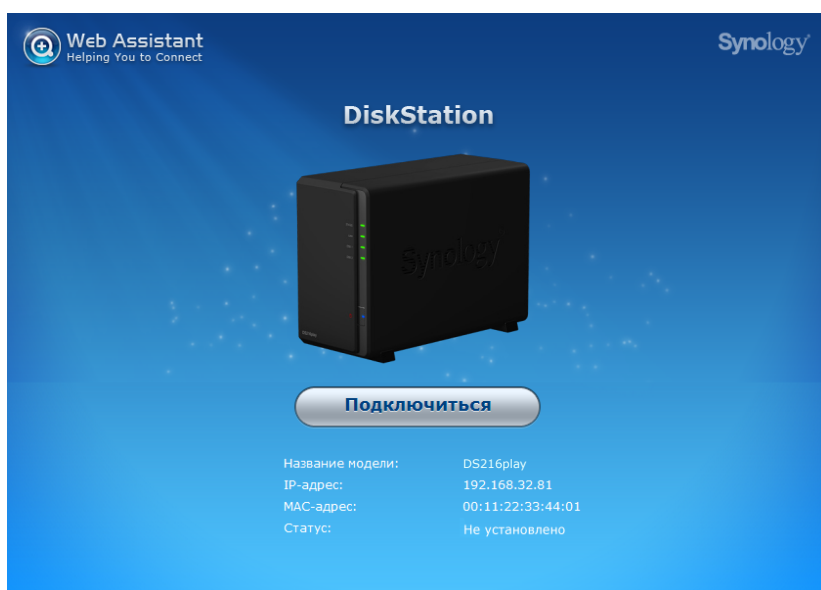 Web Assistant
Helping You to Connect
Synology
DiskStation
Synology
Подключиться
Название модели: DS216play
IP-адрес: 192.168.32.81
MAC-адрес: 00:11:22:33:44:01
Статус: Не установлено